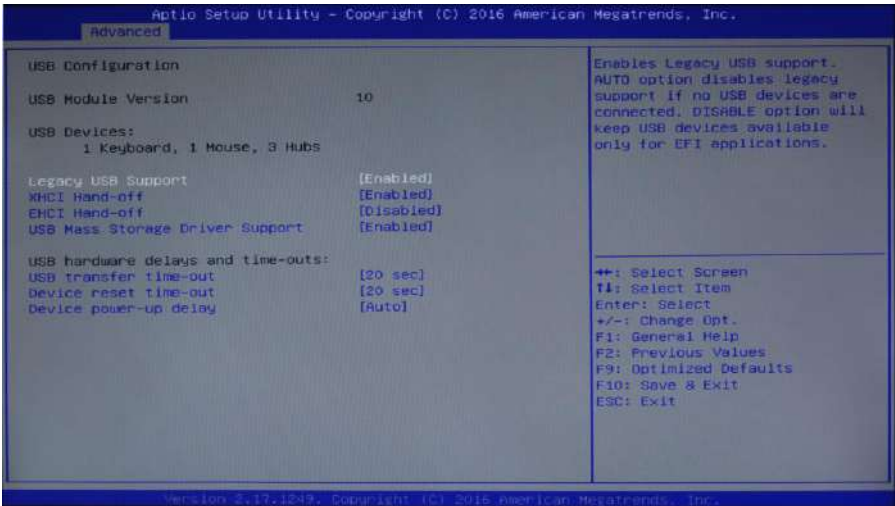 Aptio Setup Utility – Copyright (C) 2016 American Megatrends, Inc.
Advanced
USB Configuration
USB Module Version 10
USB Devices:
1 Keyboard, 1 Mouse, 3 Hubs
Legacy USB Support [Enabled]
XHCI Hand-off [Enabled]
EHCI Hand-off [Disabled]
USB Mass Storage Driver Support [Enabled]
USB hardware delays and time-outs:
USB transfer time-out [20 sec]
Device reset time-out [20 sec]
Device power-up delay [Auto]
Enables Legacy USB support.
AUTO option disables legacy
support if no USB devices are
connected. DISABLE option will
keep USB devices available
only for EFI applications.
→←: Select Screen
↑↓: Select Item
Enter: Select
+/-: Change Opt.
F1: General Help
F2: Previous Values
F9: Optimized Defaults
F10: Save & Exit
ESC: Exit
Version 2.17.1249. Copyright (C) 2016 American Megatrends, Inc.